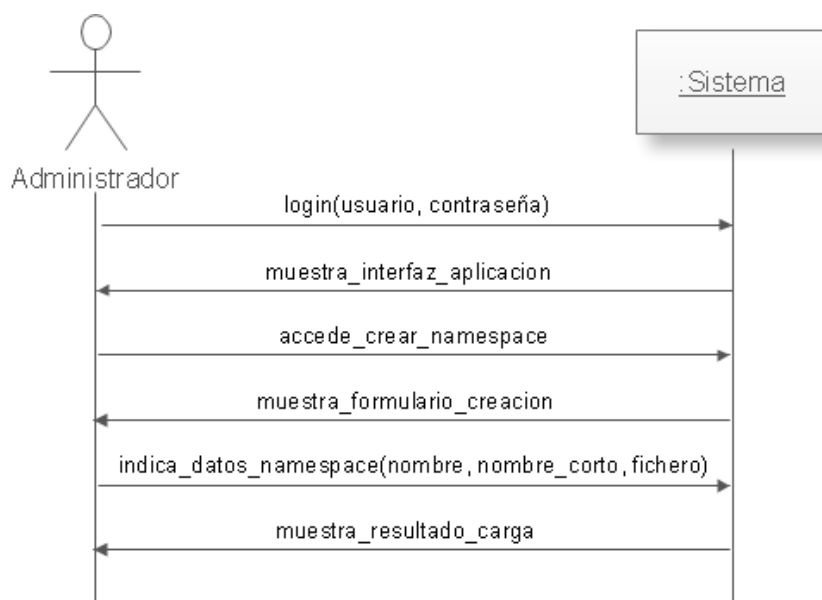 :Sistema
Administrador
login(usuario, contraseña)
muestra_interfaz_aplicacion
accede_crear_namespace
muestra_formulario_creacion
indica_datos_namespace(nombre, nombre_corto, fichero)
muestra_resultado_carga